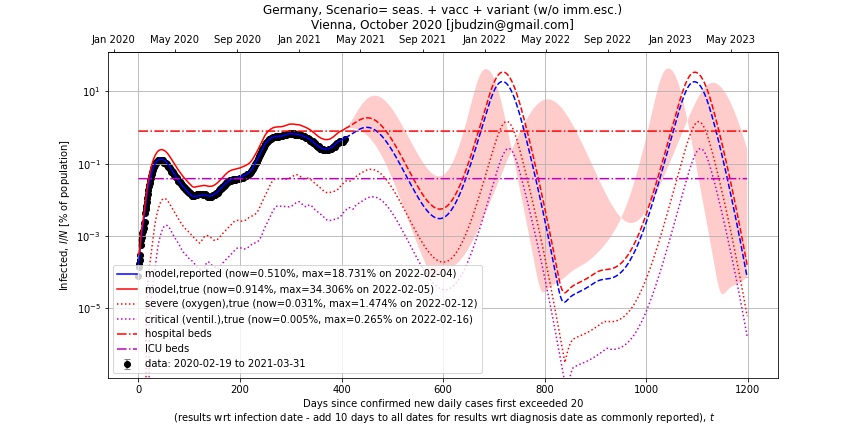 Germany, Scenario= seas. + vacc + variant (w/o imm.esc.)
Vienna, October 2020 [jbudzin@gmail.com]
Jan 2020 May 2020 Sep 2020 Jan 2021 May 2021 Sep 2021 Jan 2022 May 2022 Sep 2022 Jan 2023 May 2023
Infected, I/N [% of population]
10¹
10⁻¹
10⁻³
10⁻⁵
model,reported (now=0.510%, max=18.731% on 2022-02-04)
model,true (now=0.914%, max=34.306% on 2022-02-05)
severe (oxygen),true (now=0.031%, max=1.474% on 2022-02-12)
critical (ventil.),true (now=0.005%, max=0.265% on 2022-02-16)
hospital beds
ICU beds
data: 2020-02-19 to 2021-03-31
0 200 400 600 800 1000 1200
Days since confirmed new daily cases first exceeded 20
(results wrt infection date - add 10 days to all dates for results wrt diagnosis date as commonly reported), t